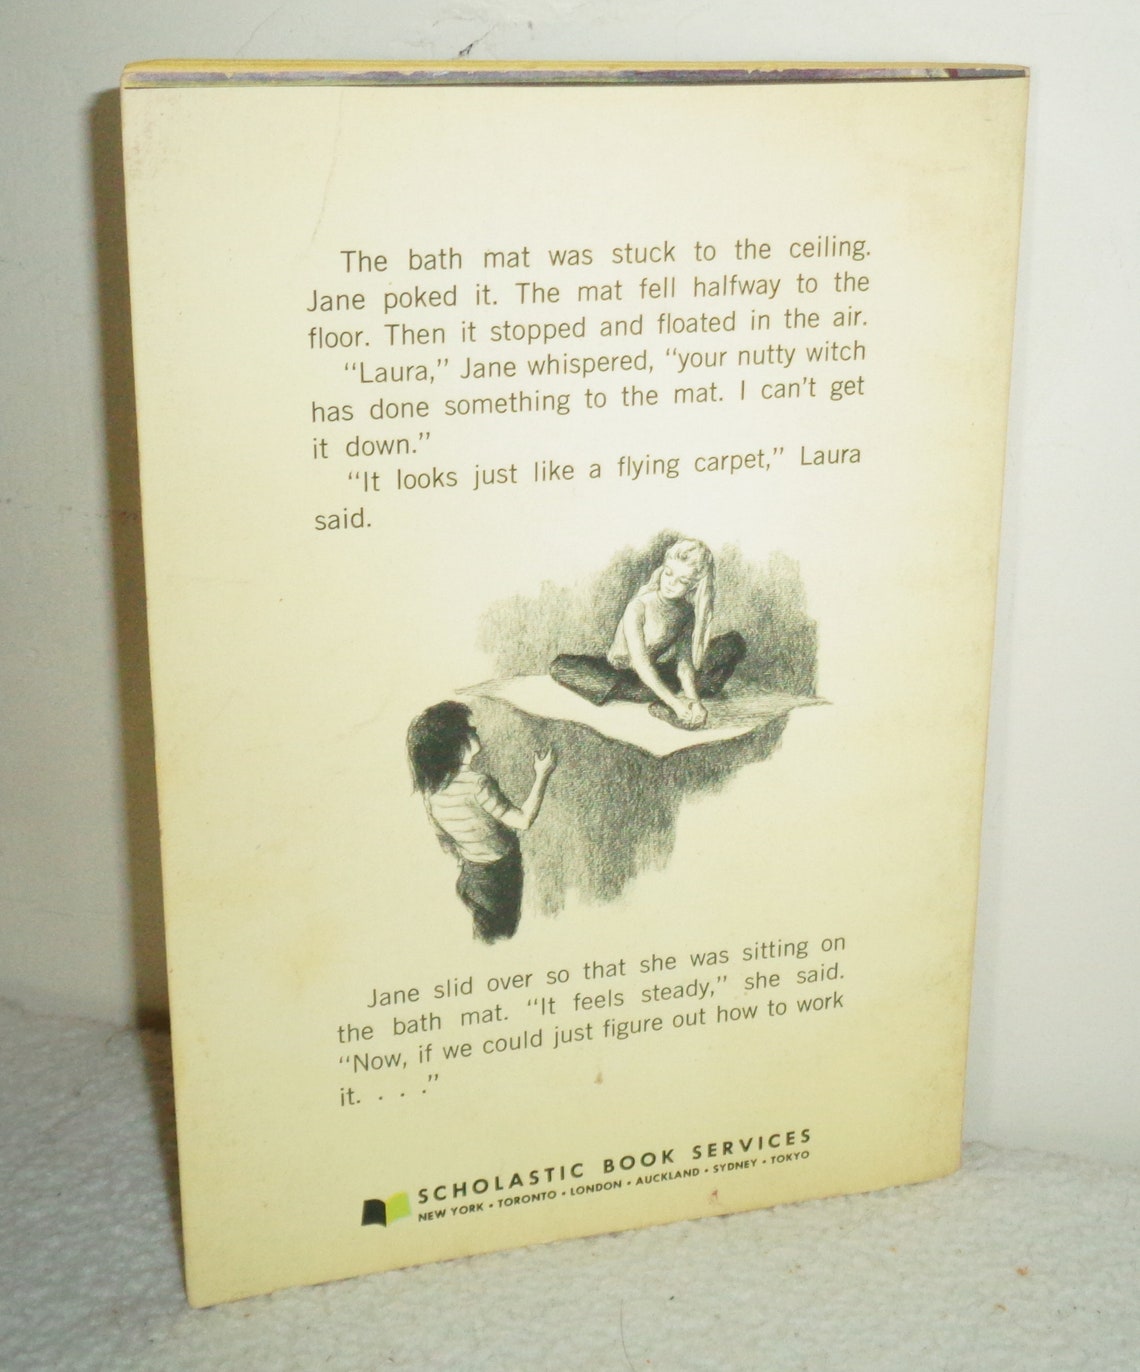 The bath mat was stuck to the ceiling.
Jane poked it. The mat fell halfway to the
floor. Then it stopped and floated in the air.
“Laura,” Jane whispered, “your nutty witch
has done something to the mat. I can’t get
it down.”
“It looks just like a flying carpet,” Laura
said.
Jane slid over so that she was sitting on
the bath mat. “It feels steady,” she said.
“Now, if we could just figure out how to work
it. . . .”
SCHOLASTIC BOOK SERVICES
NEW YORK • TORONTO • LONDON • AUCKLAND • SYDNEY • TOKYO